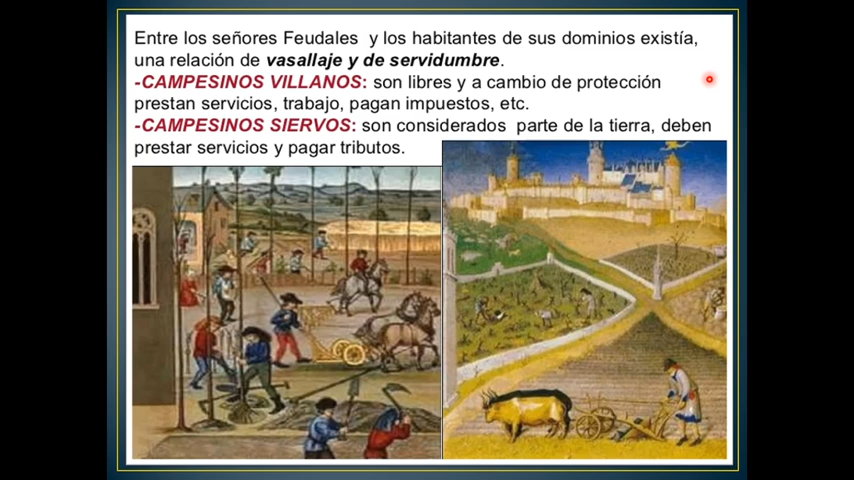 Entre los señores Feudales y los habitantes de sus dominios existía,
una relación de vasallaje y de servidumbre.
-CAMPESINOS VILLANOS: son libres y a cambio de protección
prestan servicios, trabajo, pagan impuestos, etc.
-CAMPESINOS SIERVOS: son considerados parte de la tierra, deben
prestar servicios y pagar tributos.